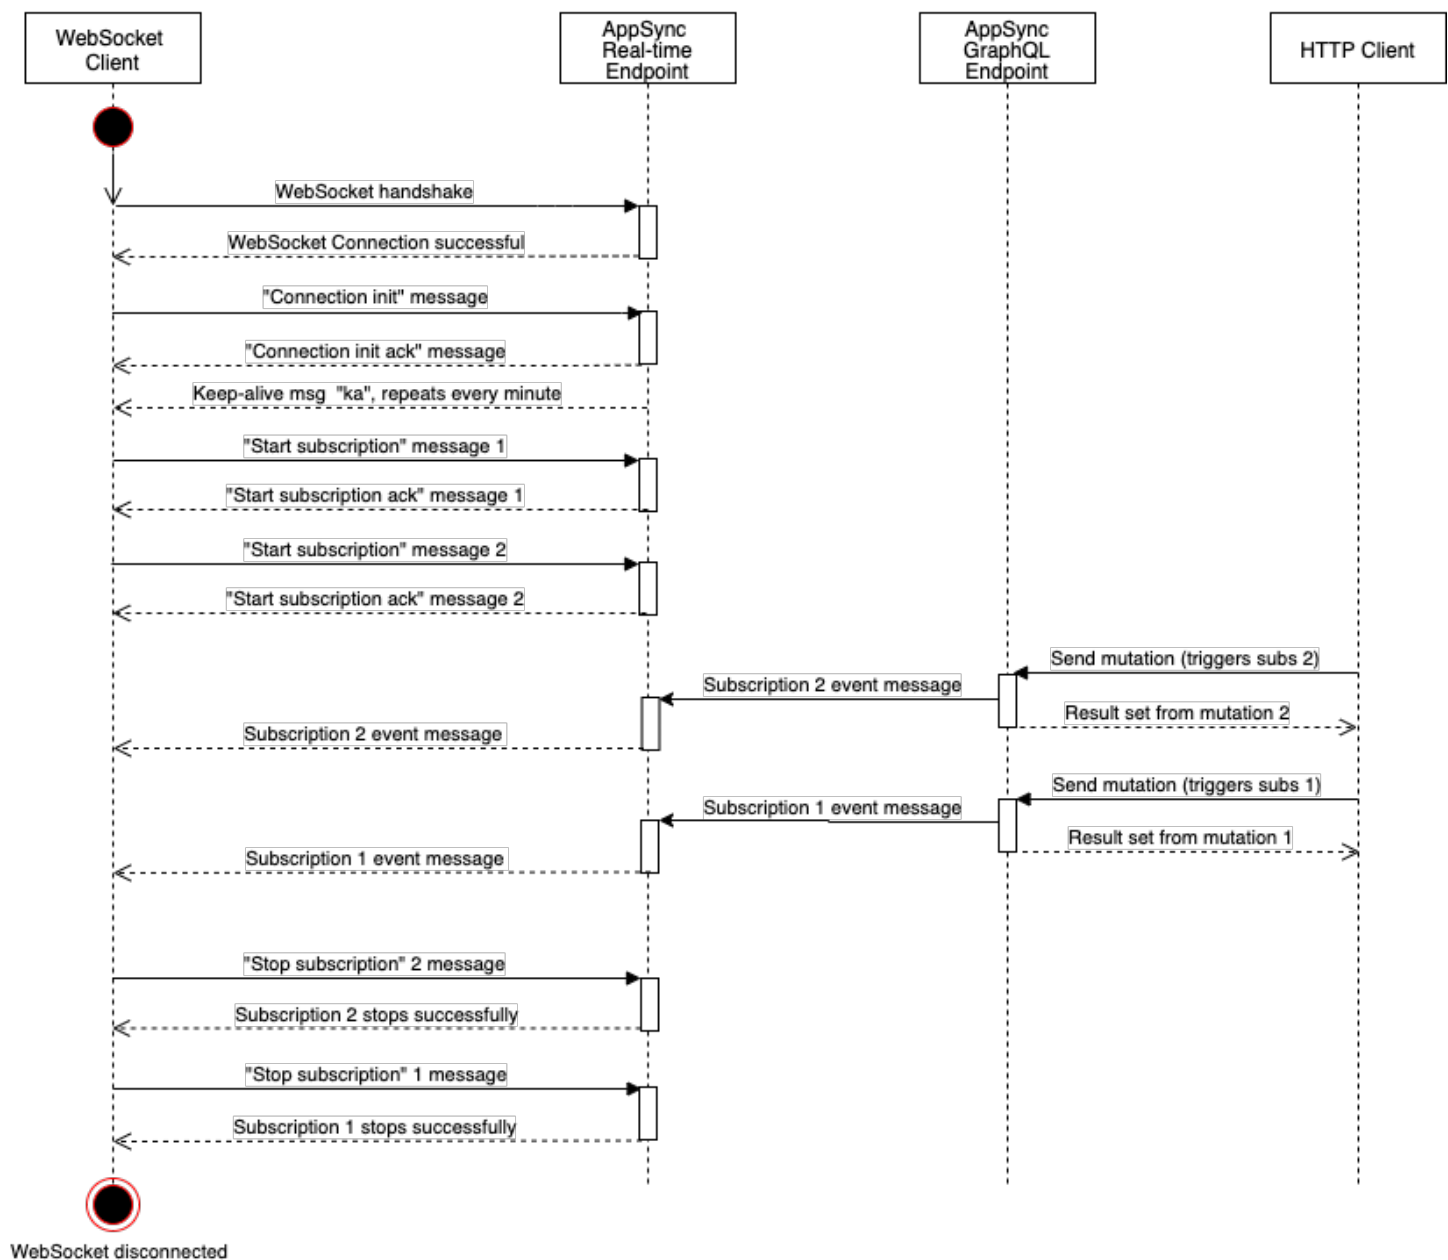 WebSocket
Client
AppSync
Real-time
Endpoint
AppSync
GraphQL
Endpoint
HTTP Client
WebSocket handshake
WebSocket Connection successful
"Connection init" message
"Connection init ack" message
Keep-alive msg  "ka", repeats every minute
"Start subscription" message 1
"Start subscription ack" message 1
"Start subscription" message 2
"Start subscription ack" message 2
Send mutation (triggers subs 2)
Subscription 2 event message
Result set from mutation 2
Subscription 2 event message
Send mutation (triggers subs 1)
Subscription 1 event message
Result set from mutation 1
Subscription 1 event message
"Stop subscription" 2 message
Subscription 2 stops successfully
"Stop subscription" 1 message
Subscription 1 stops successfully
WebSocket disconnected